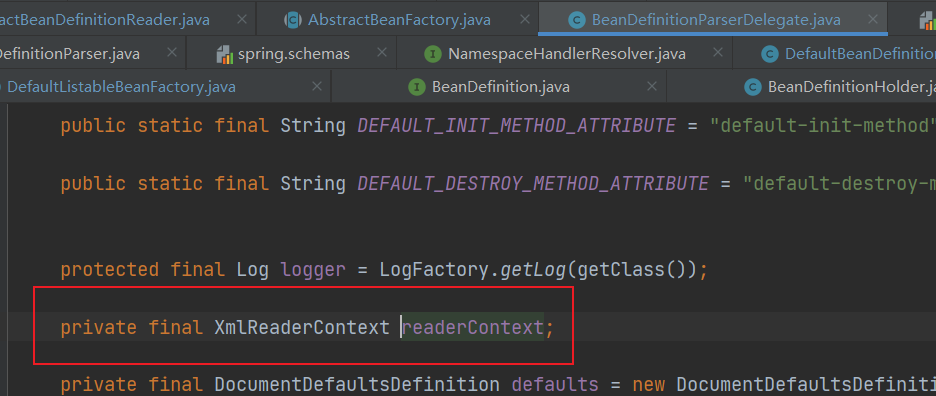 actBeanDefinitionReader.java AbstractBeanFactory.java BeanDefinitionParserDelegate.java
efinitionParser.java spring.schemas NamespaceHandlerResolver.java DefaultBeanDefinition
DefaultListableBeanFactory.java BeanDefinition.java BeanDefinitionHolder.ja
public static final String DEFAULT_INIT_METHOD_ATTRIBUTE = "default-init-method"
public static final String DEFAULT_DESTROY_METHOD_ATTRIBUTE = "default-destroy-m
protected final Log logger = LogFactory.getLog(getClass());
private final XmlReaderContext readerContext;
private final DocumentDefaultsDefinition defaults = new DocumentDefaultsDefiniti